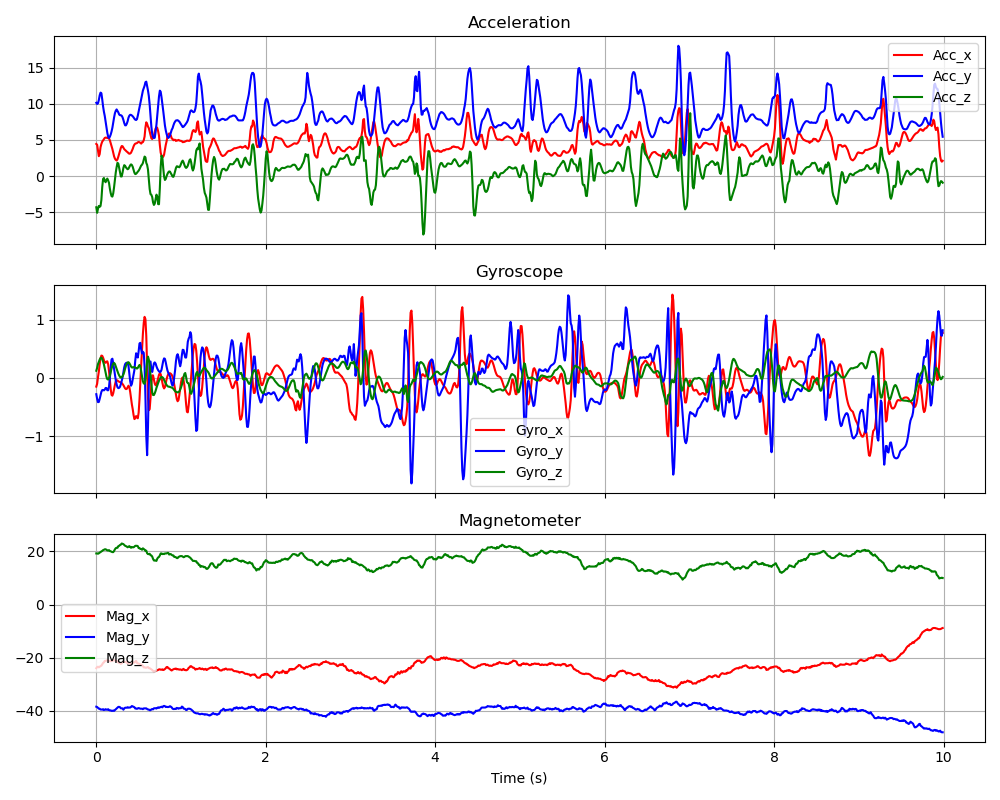 Acceleration
15
10
5
0
−5
Acc_x
Acc_y
Acc_z
Gyroscope
1
0
−1
Gyro_x
Gyro_y
Gyro_z
Magnetometer
20
0
−20
−40
Mag_x
Mag_y
Mag_z
0 2 4 6 8 10
Time (s)